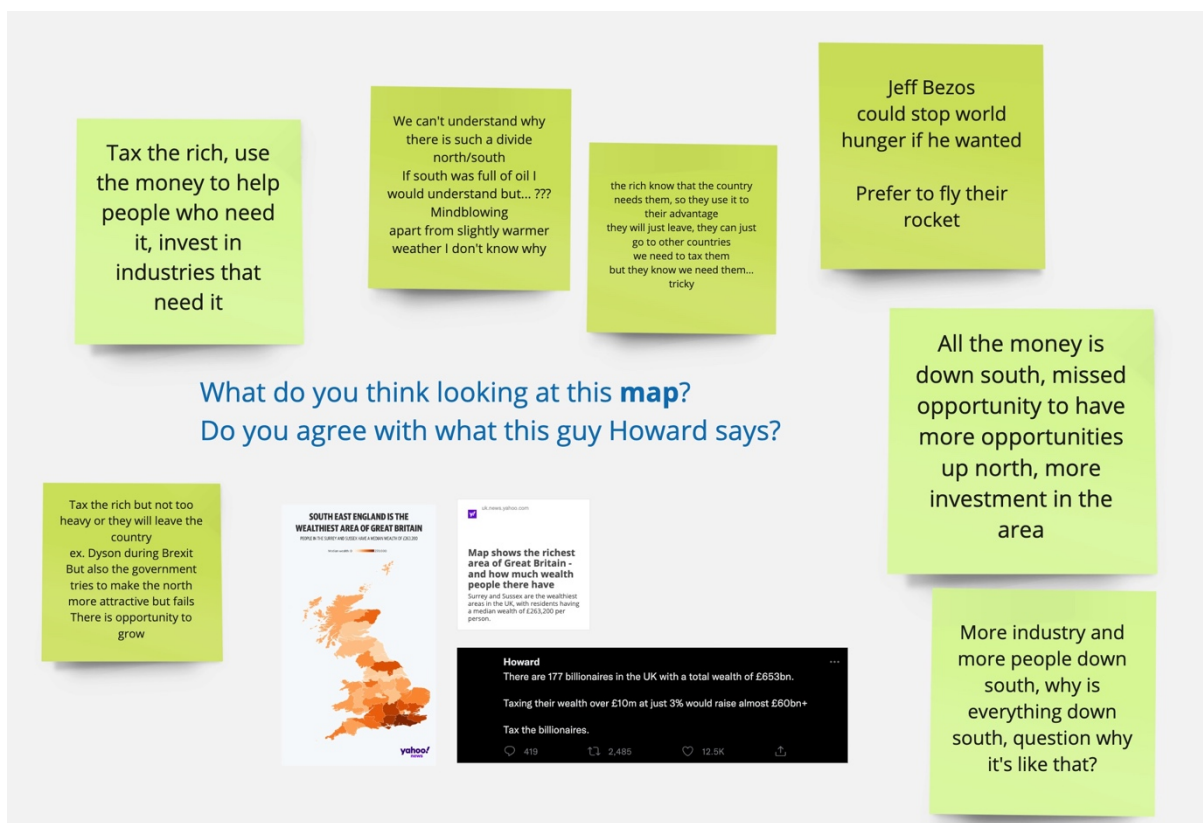 Jeff Bezos
could stop world
hunger if he wanted
Prefer to fly their
rocket
We can't understand why
there is such a divide
north/south
If south was full of oil I
would understand but... ???
Mindblowing
apart from slightly warmer
weather I don't know why
Tax the rich, use
the money to help
people who need
it, invest in
industries that
need it
the rich know that the country
needs them, so they use it to
their advantage
they will just leave, they can just
go to other countries
we need to tax them
but they know we need them...
tricky
What do you think looking at this map?
Do you agree with what this guy Howard says?
All the money is
down south, missed
opportunity to have
more opportunities
up north, more
investment in the
area
Tax the rich but not too
heavy or they will leave the
country
ex. Dyson during Brexit
But also the government
tries to make the north
more attractive but fails
There is opportunity to
grow
SOUTH EAST ENGLAND IS THE
WEALTHIEST AREA OF GREAT BRITAIN
PEOPLE IN THE SURREY AND SUSSEX HAVE A MEDIAN WEALTH OF £263,200
yahoo!
news
uk.news.yahoo.com
Map shows the richest
area of Great Britain -
and how much wealth
people there have
Surrey and Sussex are the wealthiest
areas in the UK, with residents having
a median wealth of £263,200 per
person.
Howard
There are 177 billionaires in the UK with a total wealth of £653bn.
Taxing their wealth over £10m at just 3% would raise almost £60bn+
Tax the billionaires.
419 2,485 12.5K
More industry and
more people down
south, why is
everything down
south, question why
it's like that?